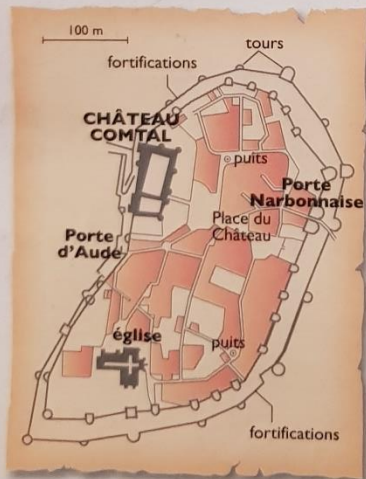 100 m
tours
fortifications
CHÂTEAU
COMTAL
puits
Porte
Narbonnaise
Place du
Château
Porte
d'Aude
église
puits
fortifications